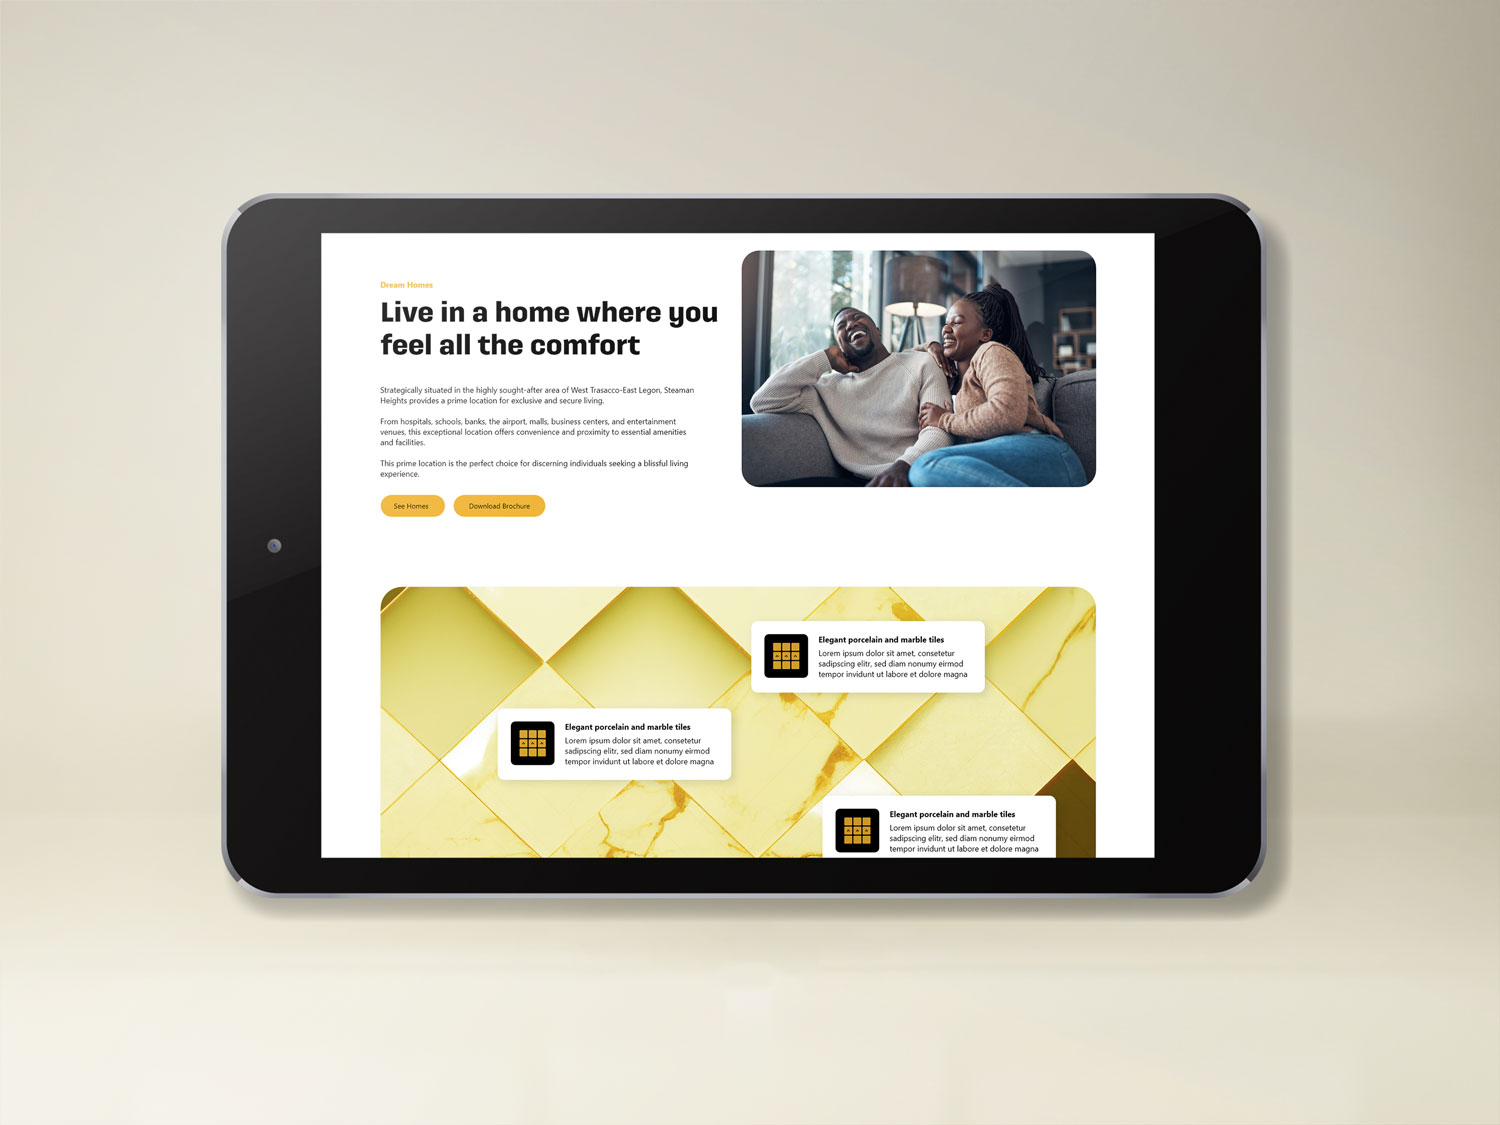 Dream Homes
Live in a home where you
feel all the comfort
Strategically situated in the highly sought-after area of West Trasacco-East Legon, Steaman
Heights provides a prime location for exclusive and secure living.
From hospitals, schools, banks, the airport, malls, business centers, and entertainment
venues, this exceptional location offers convenience and proximity to essential amenities
and facilities.
This prime location is the perfect choice for discerning individuals seeking a blissful living
experience.
See Homes
Download Brochure
Elegant porcelain and marble tiles
Lorem ipsum dolor sit amet, consetetur
sadipscing elitr, sed diam nonumy eirmod
tempor invidunt ut labore et dolore magna
Elegant porcelain and marble tiles
Lorem ipsum dolor sit amet, consetetur
sadipscing elitr, sed diam nonumy eirmod
tempor invidunt ut labore et dolore magna
Elegant porcelain and marble tiles
Lorem ipsum dolor sit amet, consetetur
sadipscing elitr, sed diam nonumy eirmod
tempor invidunt ut labore et dolore magna